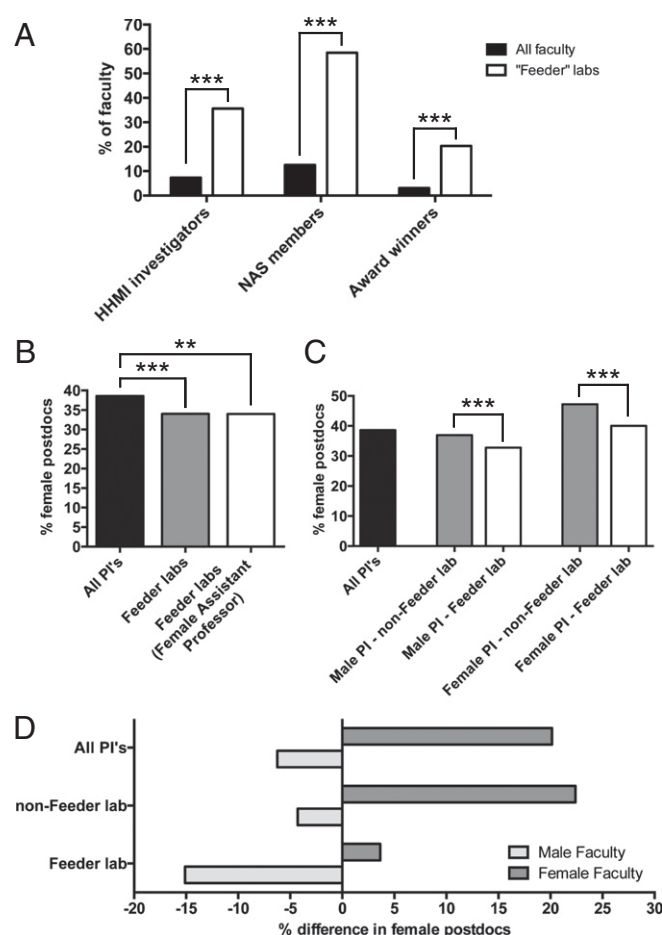 A
70
60
50
40
30
20
10
0
% of faculty
***
***
***
All faculty
"Feeder" labs
HHMI investigators
NAS members
Award winners
B
40
35
30
25
20
15
10
5
0
% female postdocs
**
***
All PI's
Feeder labs
Feeder labs
(Female Assistant
Professor)
C
50
40
30
20
10
0
% female postdocs
***
***
All PI's
Male PI - non-Feeder lab
Male PI - Feeder lab
Female PI - non-Feeder lab
Female PI - Feeder lab
D
All PI's
non-Feeder lab
Feeder lab
Male Faculty
Female Faculty
-20 -15 -10 -5 0 5 10 15 20 25 30
% difference in female postdocs